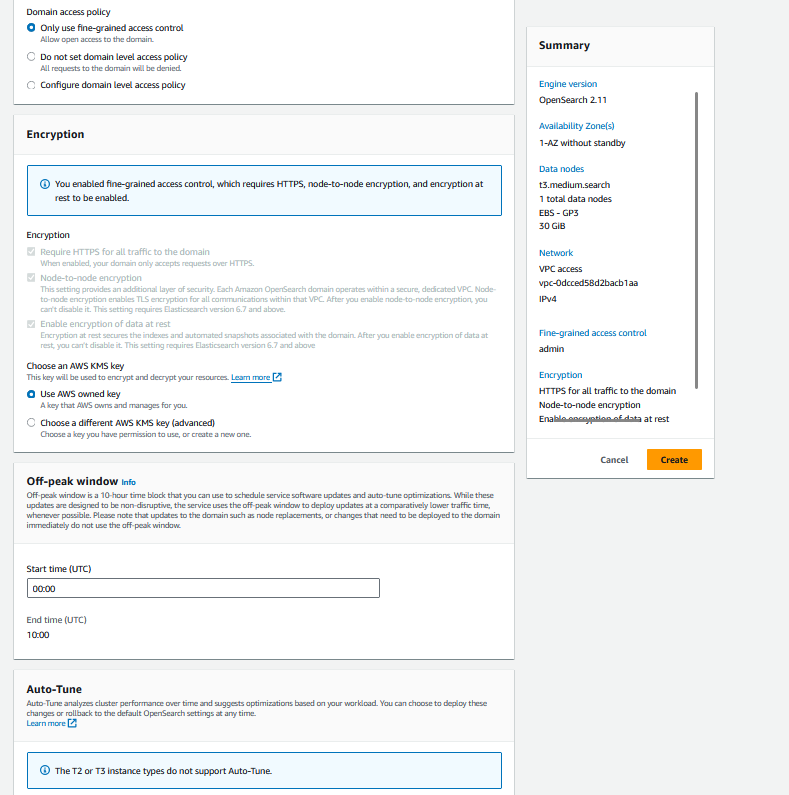 Domain access policy
Only use fine-grained access control
Allow open access to the domain.
Do not set domain level access policy
All requests to the domain will be denied.
Configure domain level access policy
Encryption
You enabled fine-grained access control, which requires HTTPS, node-to-node encryption, and encryption at
rest to be enabled.
Encryption
Require HTTPS for all traffic to the domain
When enabled, your domain only accepts requests over HTTPS.
Node-to-node encryption
This setting provides an additional layer of security. Each Amazon OpenSearch domain operates within a secure, dedicated VPC. Node-
to-node encryption enables TLS encryption for all communications within that VPC. After you enable node-to-node encryption, you
can't disable it. This setting requires Elasticsearch version 6.7 and above.
Enable encryption of data at rest
Encryption at rest secures the indexes and automated snapshots associated with the domain. After you enable encryption of data at
rest, you can't disable it. This setting requires Elasticsearch version 6.7 and above
Choose an AWS KMS key
This key will be used to encrypt and decrypt your resources. Learn more
Use AWS owned key
A key that AWS owns and manages for you.
Choose a different AWS KMS key (advanced)
Choose a key you have permission to use, or create a new one.
Off-peak window Info
Off-peak window is a 10-hour time block that you can use to schedule service software updates and auto-tune optimizations. While these
updates are designed to be non-disruptive, the service uses the off-peak window to deploy updates at a comparatively lower traffic time,
whenever possible. Please note that updates to the domain such as node replacements, or changes that need to be deployed to the domain
immediately do not use the off-peak window.
Start time (UTC)
00:00
End time (UTC)
10:00
Auto-Tune
Auto-Tune analyzes cluster performance over time and suggests optimizations based on your workload. You can choose to deploy these
changes or rollback to the default OpenSearch settings at any time.
Learn more
The T2 or T3 instance types do not support Auto-Tune.
Summary
Engine version
OpenSearch 2.11
Availability Zone(s)
1-AZ without standby
Data nodes
t3.medium.search
1 total data nodes
EBS - GP3
30 GiB
Network
VPC access
vpc-0dcced58d2bacb1aa
IPv4
Fine-grained access control
admin
Encryption
HTTPS for all traffic to the domain
Node-to-node encryption
Enable encryption of data at rest
Cancel
Create